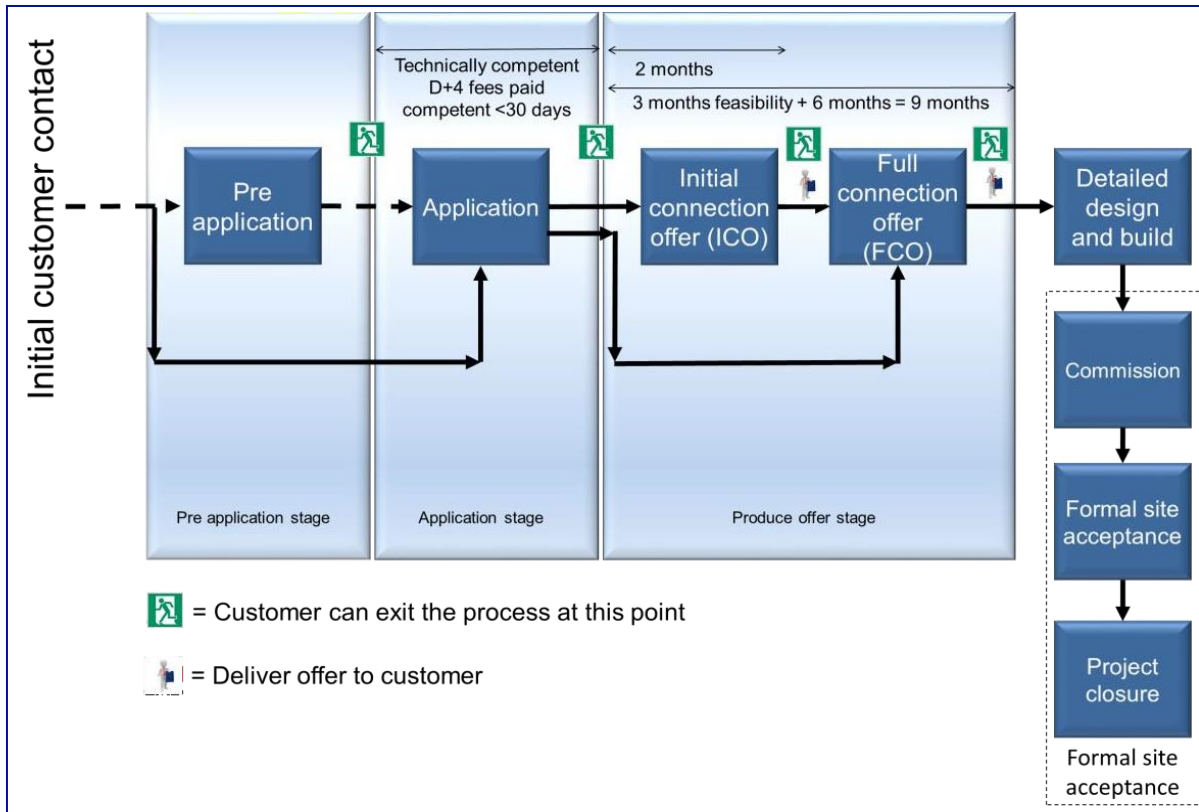 Initial customer contact
Technically competent
D+4 fees paid
competent <30 days
2 months
3 months feasibility + 6 months = 9 months
Pre
application
Application
Initial
connection
offer (ICO)
Full
connection
offer
(FCO)
Detailed
design
and build
Commission
Formal site
acceptance
Project
closure
Formal site
acceptance
Pre application stage
Application stage
Produce offer stage
= Customer can exit the process at this point
= Deliver offer to customer